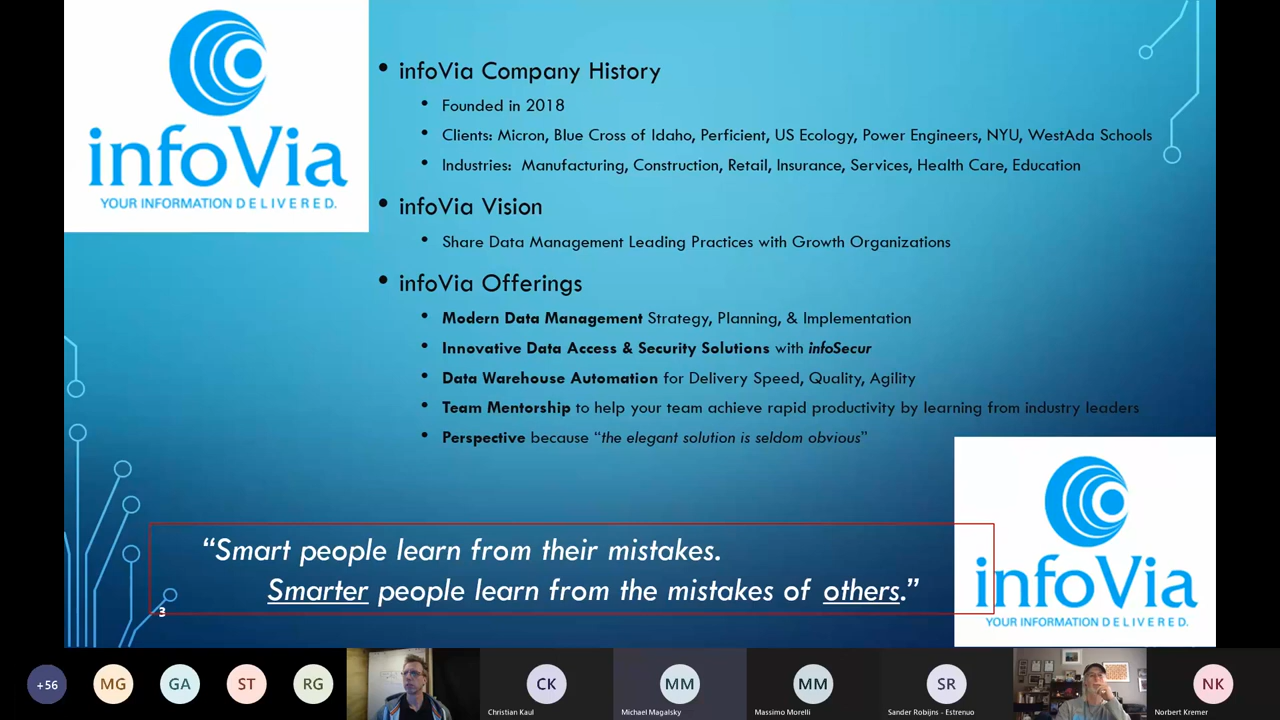 infoVia
YOUR INFORMATION DELIVERED.
• infoVia Company History
• Founded in 2018
• Clients: Micron, Blue Cross of Idaho, Perficient, US Ecology, Power Engineers, NYU, WestAda Schools
• Industries: Manufacturing, Construction, Retail, Insurance, Services, Health Care, Education
• infoVia Vision
• Share Data Management Leading Practices with Growth Organizations
• infoVia Offerings
• Modern Data Management Strategy, Planning, & Implementation
• Innovative Data Access & Security Solutions with infoSecur
• Data Warehouse Automation for Delivery Speed, Quality, Agility
• Team Mentorship to help your team achieve rapid productivity by learning from industry leaders
• Perspective because “the elegant solution is seldom obvious”
“Smart people learn from their mistakes.
Smarter people learn from the mistakes of others.”
3
infoVia
YOUR INFORMATION DELIVERED.
+56
MG
GA
ST
RG
CK
Christian Kaul
MM
Michael Magalsky
MM
Massimo Morelli
SR
Sander Robijns - Estrenuo
NK
Norbert Kremer